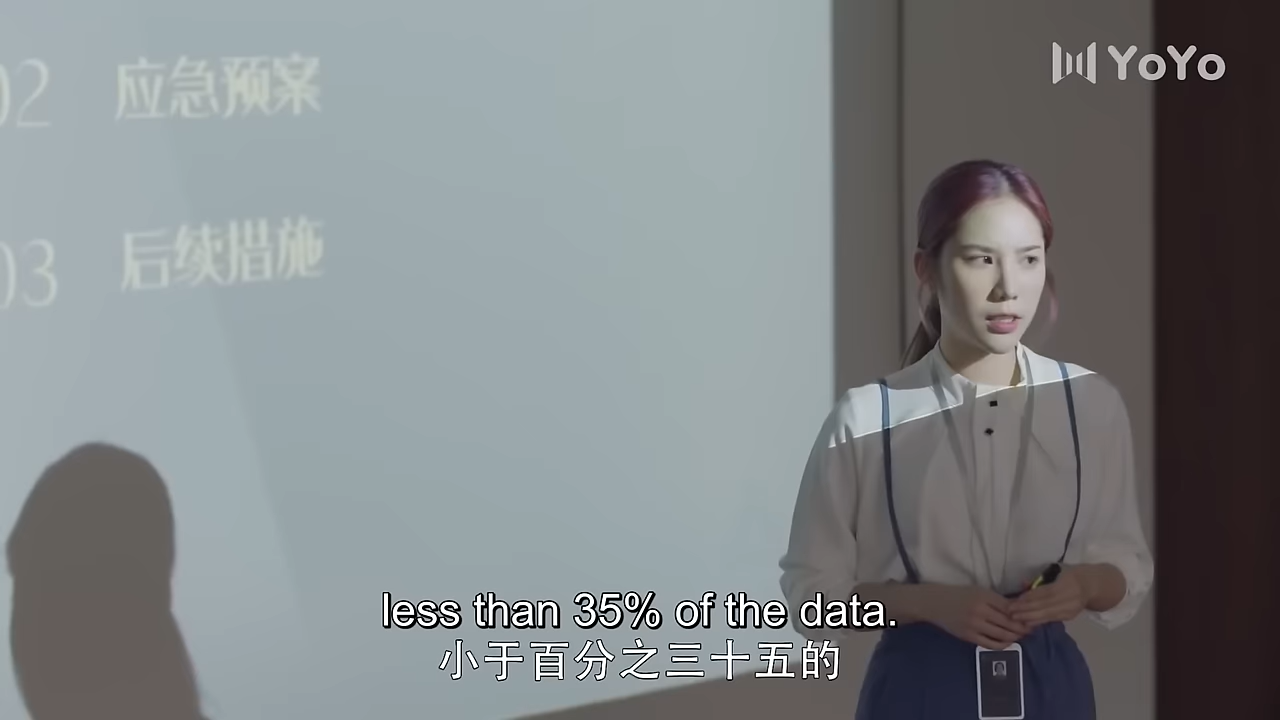 YoYo
02 应急预案
03 后续措施
less than 35% of the data.
小于百分之三十五的